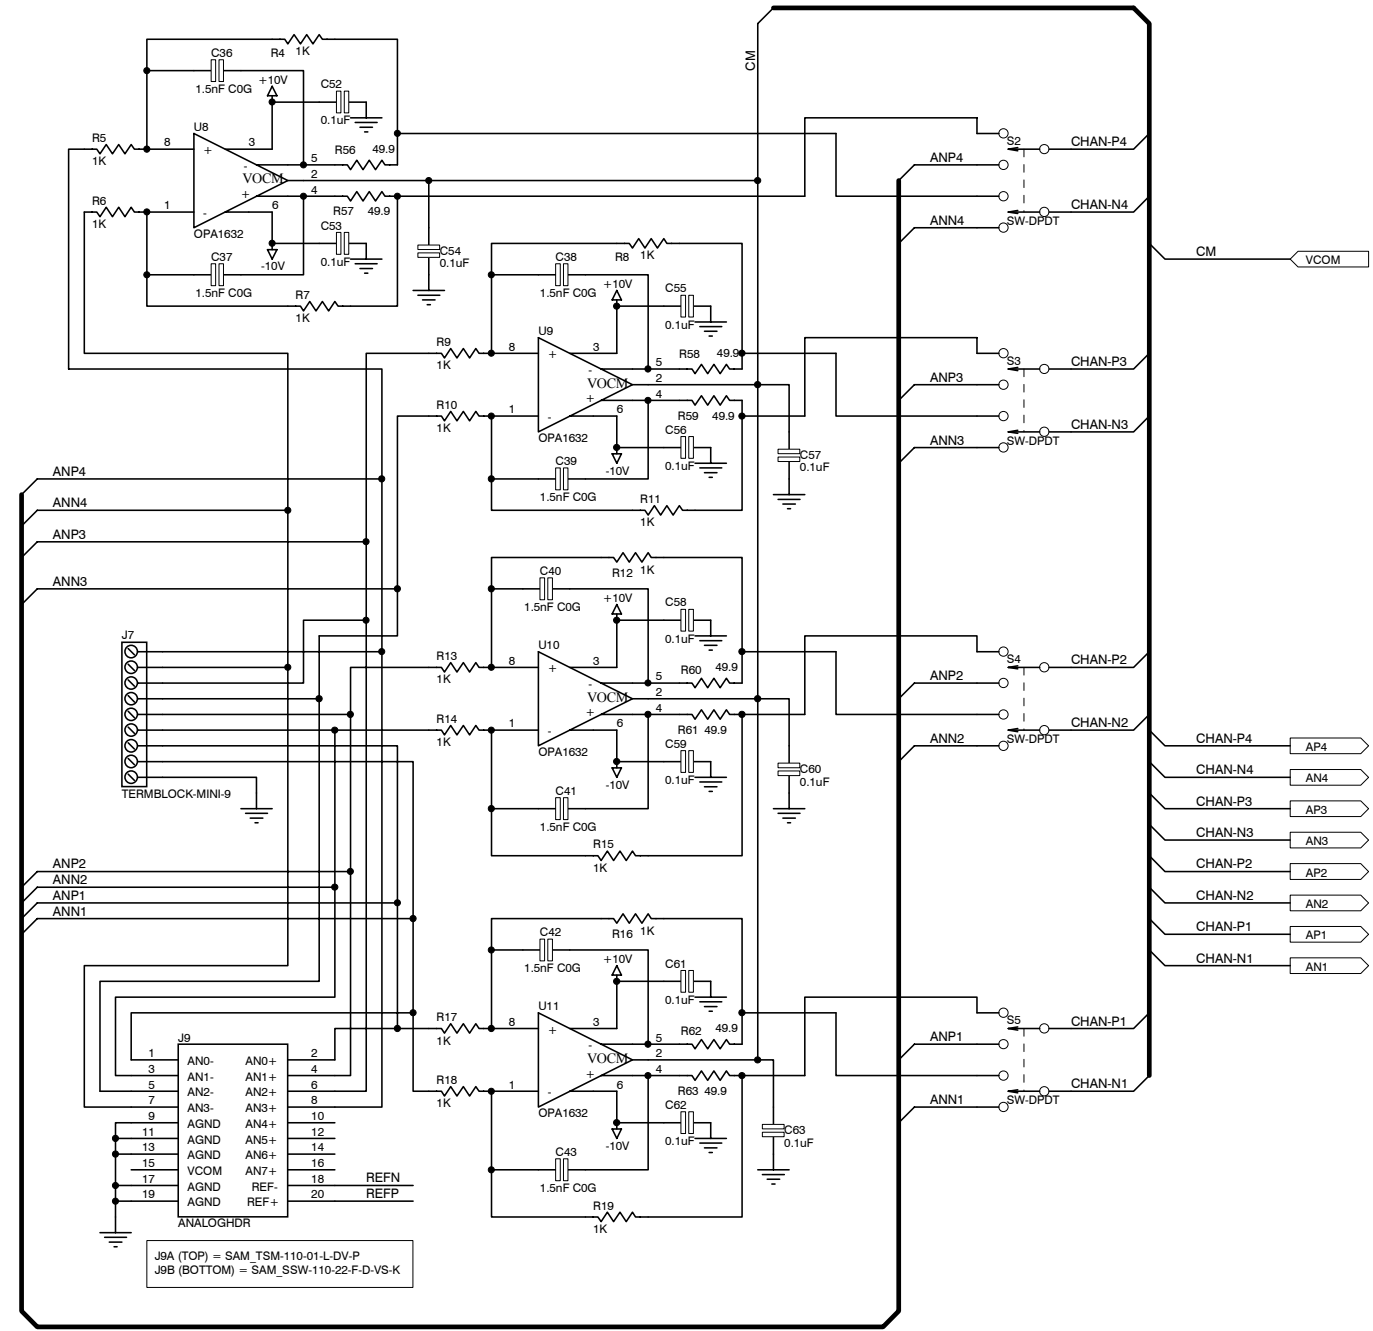 CM
R4
1K
C36
1.5nF C0G
+10V
C52
0.1uF
U8
R5
1K
8
+
3
-
5
VOCM
2
+
4
R56
49.9
R6
1K
1
-
6
R57
49.9
OPA1632
C53
0.1uF
-10V
C37
1.5nF C0G
R7
1K
C54
0.1uF
S2
CHAN-P4
ANP4
CHAN-N4
SW-DPDT
ANN4
CM
VCOM
R8
1K
C38
1.5nF C0G
+10V
C55
0.1uF
U9
R9
1K
8
+
3
-
5
VOCM
2
+
4
R58
49.9
R10
1K
1
-
6
R59
49.9
OPA1632
C56
0.1uF
-10V
C39
1.5nF C0G
R11
1K
C57
0.1uF
S3
CHAN-P3
ANP3
CHAN-N3
SW-DPDT
ANN3
ANP4
ANN4
ANP3
ANN3
R12
1K
C40
1.5nF C0G
+10V
C58
0.1uF
J7
TERMBLOCK-MINI-9
U10
R13
1K
8
+
3
-
5
VOCM
2
+
4
R60
49.9
R14
1K
1
-
6
R61
49.9
OPA1632
C59
0.1uF
-10V
C41
1.5nF C0G
R15
1K
C60
0.1uF
S4
CHAN-P2
ANP2
CHAN-N2
SW-DPDT
ANN2
CHAN-P4
AP4
CHAN-N4
AN4
CHAN-P3
AP3
CHAN-N3
AN3
CHAN-P2
AP2
CHAN-N2
AN2
CHAN-P1
AP1
CHAN-N1
AN1
ANP2
ANN2
ANP1
ANN1
R16
1K
C42
1.5nF C0G
+10V
C61
0.1uF
U11
R17
1K
8
+
3
-
5
VOCM
2
+
4
R62
49.9
R18
1K
1
-
6
R63
49.9
OPA1632
C62
0.1uF
-10V
C43
1.5nF C0G
R19
1K
C63
0.1uF
S5
CHAN-P1
ANP1
CHAN-N1
SW-DPDT
ANN1
J9
1 AN0- AN0+ 2
3 AN1- AN1+ 4
5 AN2- AN2+ 6
7 AN3- AN3+ 8
9 AGND AN4+ 10
11 AGND AN5+ 12
13 AGND AN6+ 14
15 VCOM AN7+ 16
17 AGND REF- 18 REFN
19 AGND REF+ 20 REFP
ANALOGHDR
J9A (TOP) = SAM_TSM-110-01-L-DV-P
J9B (BOTTOM) = SAM_SSW-110-22-F-D-VS-K